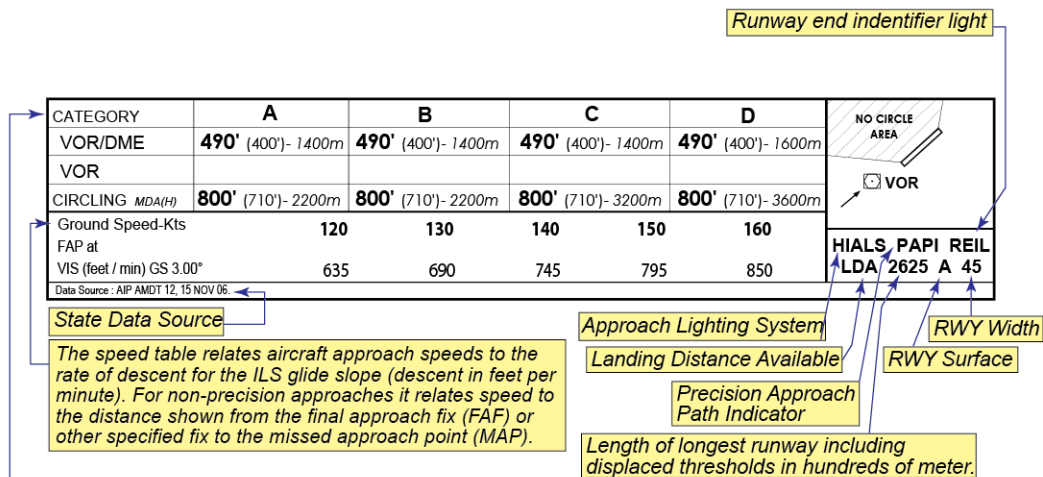 Runway end indentifier light
CATEGORY A B C D
VOR/DME 490' (400')- 1400m 490' (400')- 1400m 490' (400')- 1400m 490' (400')- 1600m
VOR
CIRCLING MDA(H) 800' (710')- 2200m 800' (710')- 2200m 800' (710')- 3200m 800' (710')- 3600m
NO CIRCLE
AREA
VOR
Ground Speed-Kts 120 130 140 150 160
FAP at
VIS (feet / min) GS 3.00° 635 690 745 795 850
Data Source : AIP AMDT 12, 15 NOV 06.
HIALS PAPI REIL
LDA 2625 A 45
State Data Source
The speed table relates aircraft approach speeds to the
rate of descent for the ILS glide slope (descent in feet per
minute). For non-precision approaches it relates speed to
the distance shown from the final approach fix (FAF) or
other specified fix to the missed approach point (MAP).
Approach Lighting System
RWY Width
Landing Distance Available
RWY Surface
Precision Approach
Path Indicator
Length of longest runway including
displaced thresholds in hundreds of meter.